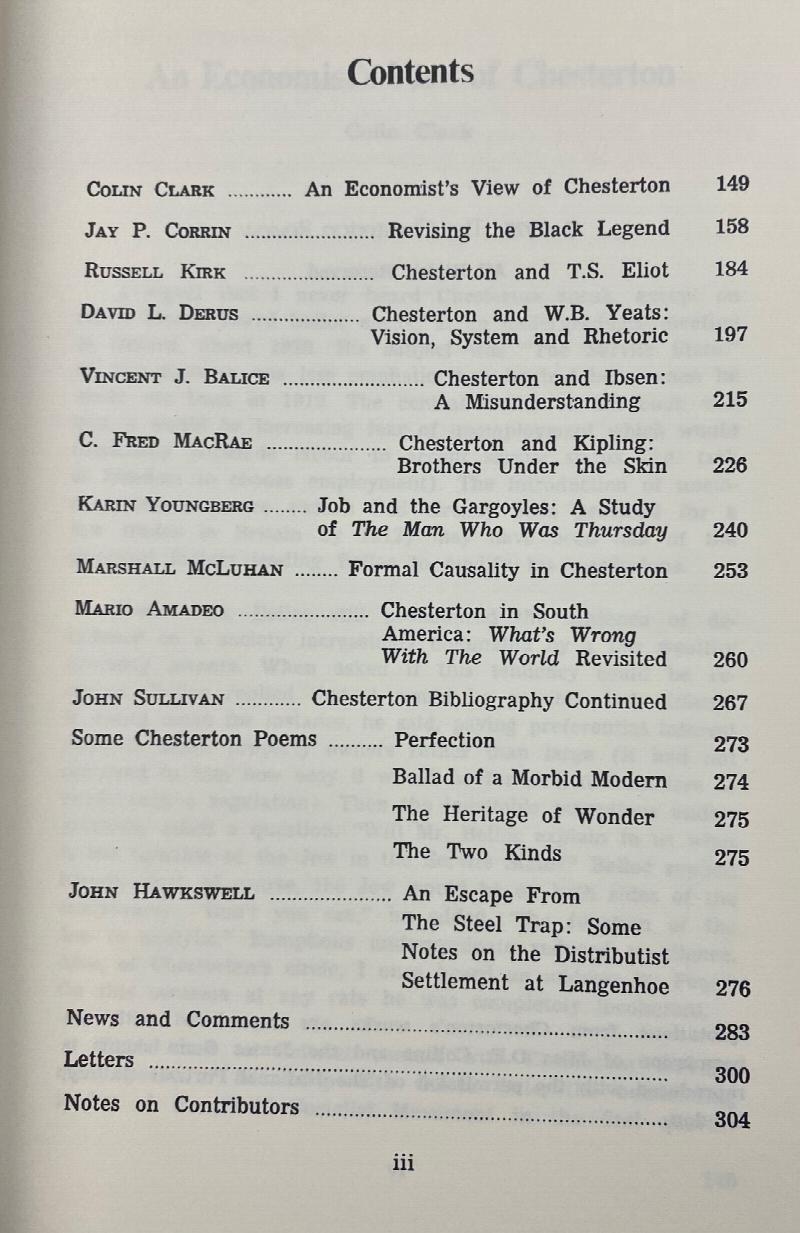 Contents
COLIN CLARK ............ An Economist's View of Chesterton 149
JAY P. CORRIN ........................ Revising the Black Legend 158
RUSSELL KIRK ........................ Chesterton and T.S. Eliot 184
DAVID L. DERUS .................... Chesterton and W.B. Yeats:
Vision, System and Rhetoric 197
VINCENT J. BALICE .......................... Chesterton and Ibsen:
A Misunderstanding 215
C. FRED MACRAE ...................... Chesterton and Kipling:
Brothers Under the Skin 226
KARIN YOUNGBERG ........ Job and the Gargoyles: A Study
of The Man Who Was Thursday 240
MARSHALL MCLUHAN ........ Formal Causality in Chesterton 253
MARIO AMADEO ........................ Chesterton in South
America: What's Wrong
With The World Revisited 260
JOHN SULLIVAN ............ Chesterton Bibliography Continued 267
Some Chesterton Poems .......... Perfection 273
Ballad of a Morbid Modern 274
The Heritage of Wonder 275
The Two Kinds 275
JOHN HAWKSWELL ...................... An Escape From
The Steel Trap: Some
Notes on the Distributist
Settlement at Langenhoe 276
News and Comments .................................................................. 283
Letters ................................................................................................ 300
Notes on Contributors ................................................................ 304
iii